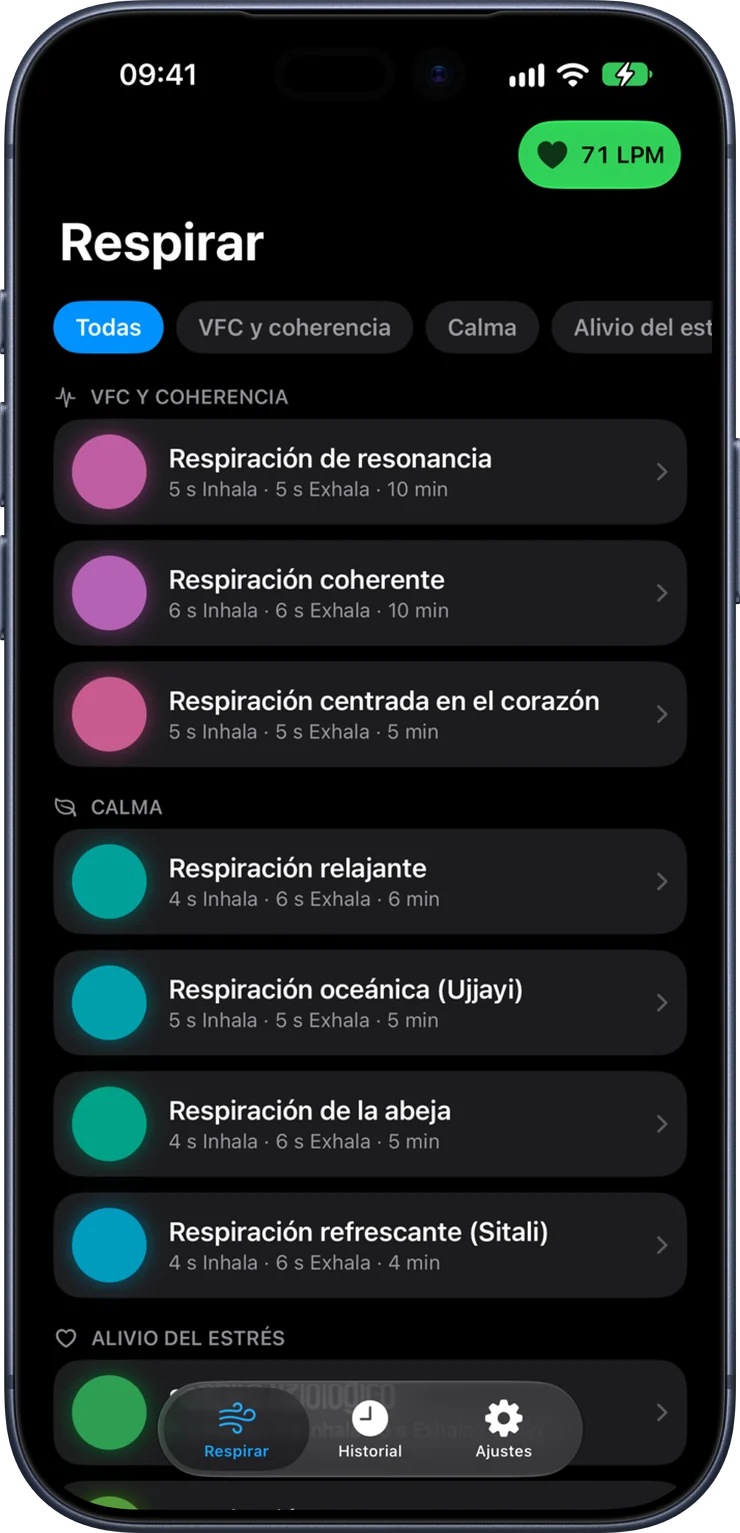 09:41
71 LPM
Respirar
Todas
VFC y coherencia
Calma
Alivio del est
VFC Y COHERENCIA
Respiración de resonancia
5 s Inhala · 5 s Exhala · 10 min
Respiración coherente
6 s Inhala · 6 s Exhala · 10 min
Respiración centrada en el corazón
5 s Inhala · 5 s Exhala · 5 min
CALMA
Respiración relajante
4 s Inhala · 6 s Exhala · 6 min
Respiración oceánica (Ujjayi)
5 s Inhala · 5 s Exhala · 5 min
Respiración de la abeja
4 s Inhala · 6 s Exhala · 5 min
Respiración refrescante (Sitali)
4 s Inhala · 6 s Exhala · 4 min
ALIVIO DEL ESTRÉS
Respirar
Historial
Ajustes